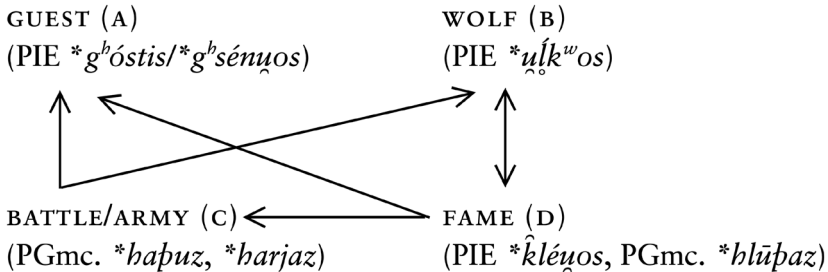 GUEST (A)
(PIE *gʰóstis/*gʰsénu̯os)
WOLF (B)
(PIE *u̯ĺ̥kʷos)
BATTLE/ARMY (C)
(PGmc. *haþuz, *harjaz)
FAME (D)
(PIE *k̂léu̯os, PGmc. *hlūþaz)